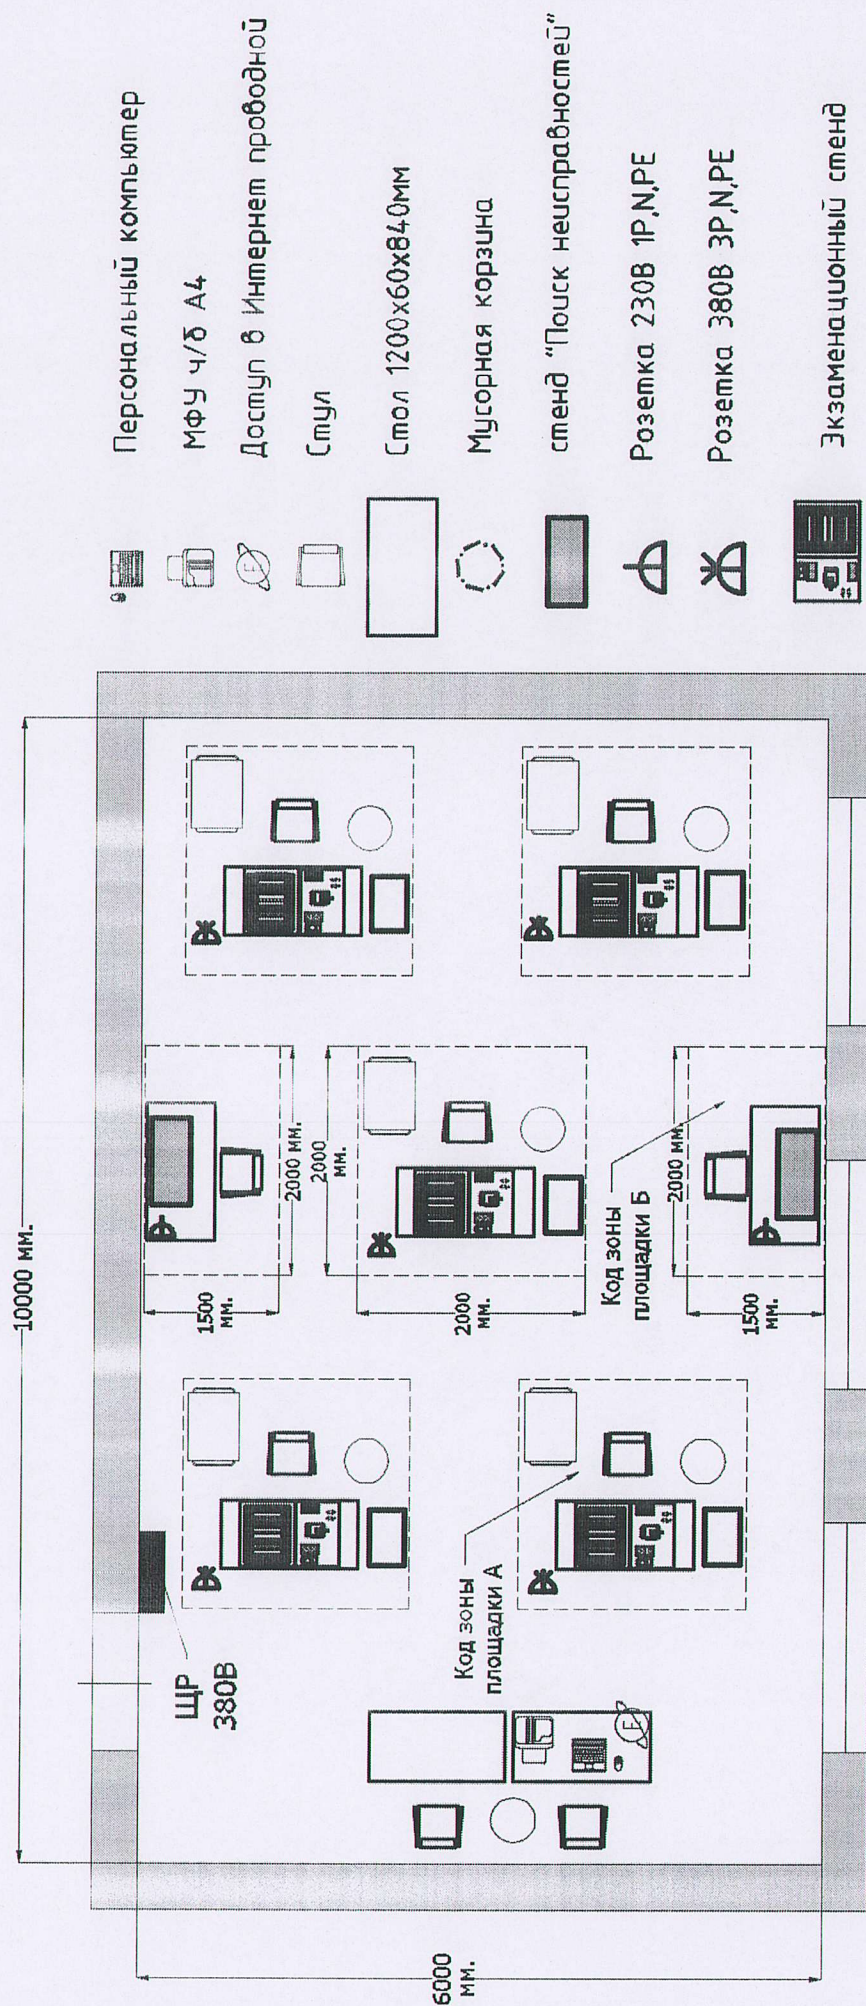 10000 мм.
6000
мм.
ЩР
380В
1500
мм.
2000 мм.
2000
мм.
2000
мм.
Код зоны
площадки Б
2000 мм.
1500
мм.
Код зоны
площадки А
Персональный компьютер
МФУ ч/б А4
Доступ в Интернет проводной
Стул
Стол 1200х60х840мм
Мусорная корзина
стенд "Поиск неисправностей"
Розетка 230В 1P,N,PE
Розетка 380В 3P,N,PE
Экзаменационный стенд